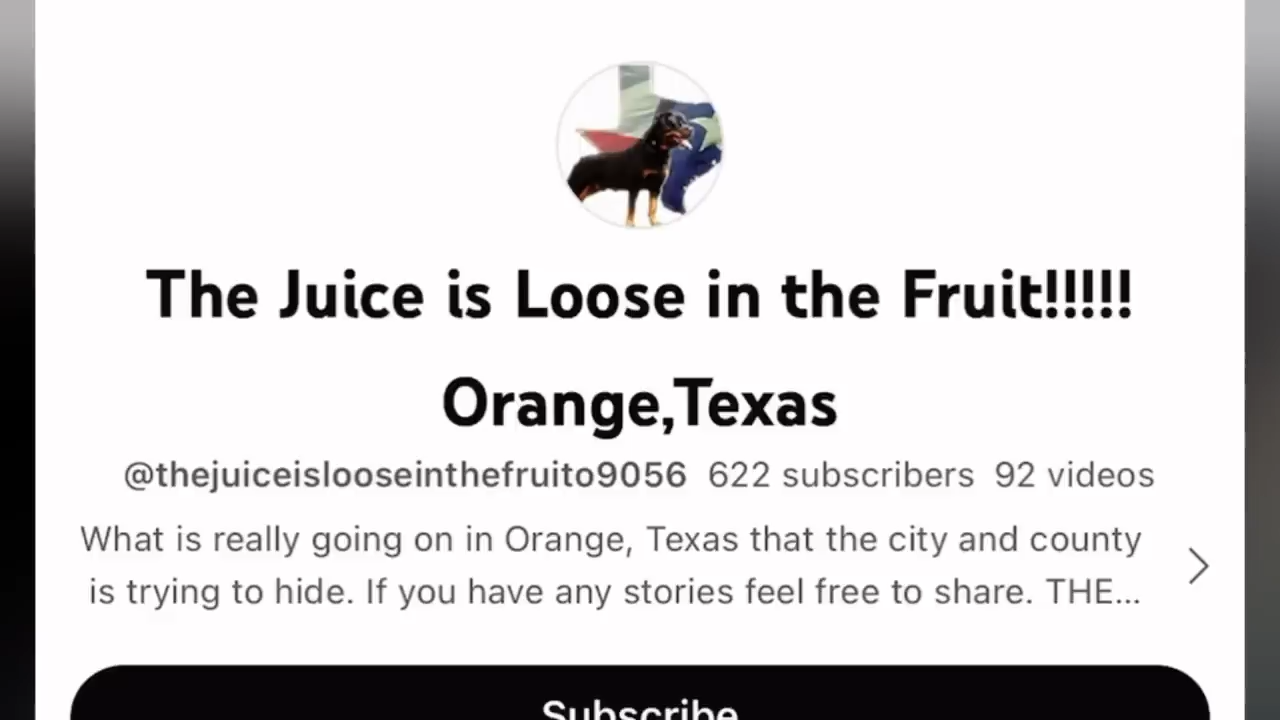 The Juice is Loose in the Fruit!!!!!
Orange,Texas
@thejuiceislooseinthefruito9056 622 subscribers 92 videos
What is really going on in Orange, Texas that the city and county
is trying to hide. If you have any stories feel free to share. THE...
Subscribe